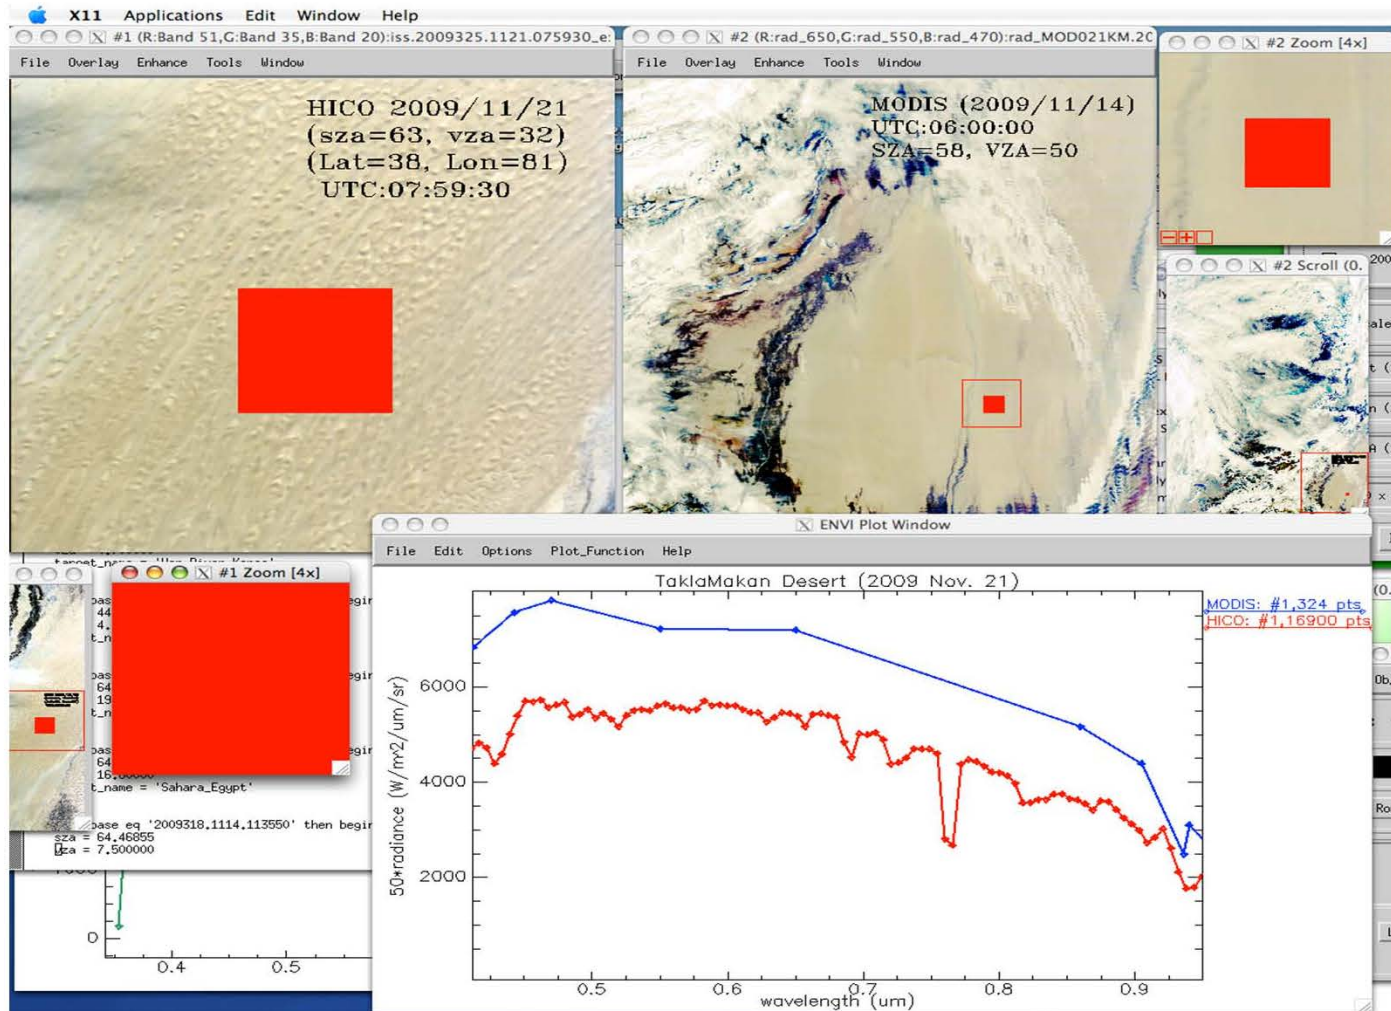 X11 Applications Edit Window Help
#1 (R:Band 51,G:Band 35,B:Band 20):iss.2009325.1121.075930_e:
File Overlay Enhance Tools Window
HICO 2009/11/21
(sza=63, vza=32)
(Lat=38, Lon=81)
UTC:07:59:30
#2 (R:rad_650,G:rad_550,B:rad_470):rad_MOD021KM.20
File Overlay Enhance Tools Window
MODIS (2009/11/14)
UTC:06:00:00
SZA=58, VZA=50
#2 Zoom [4x]
#2 Scroll (0.
200
#1 Zoom [4x]
t_name = 'Sahara_Egypt'
base eq '2009318.1114.113550' then begin
sza = 64.46855
vza = 7.500000
0
0.4 0.5
ENVI Plot Window
File Edit Options Plot_Function Help
TaklaMakan Desert (2009 Nov. 21)
MODIS: #1,324 pts
HICO: #1,16900 pts
50*radiance (W/m^2/um/sr)
6000
4000
2000
0.5 0.6 0.7 0.8 0.9
wavelength (um)